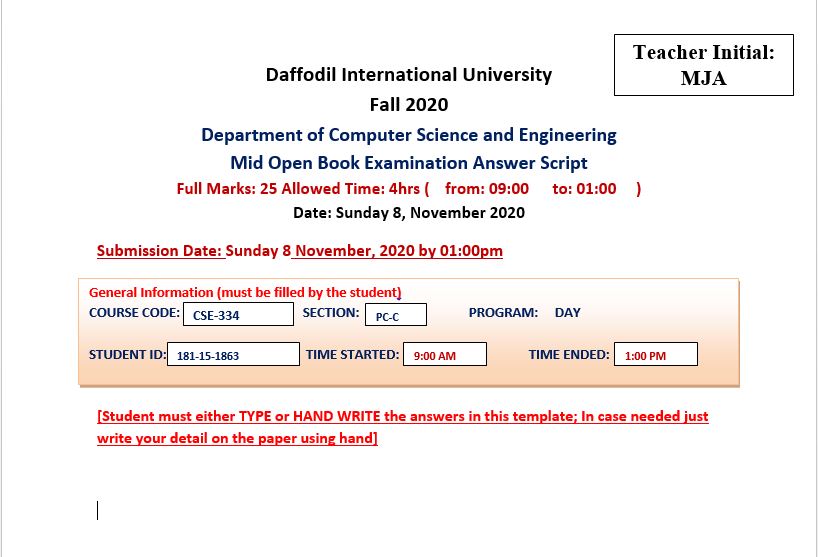 Teacher Initial:
MJA
Daffodil International University
Fall 2020
Department of Computer Science and Engineering
Mid Open Book Examination Answer Script
Full Marks: 25 Allowed Time: 4hrs ( from: 09:00 to: 01:00 )
Date: Sunday 8, November 2020
Submission Date: Sunday 8 November, 2020 by 01:00pm
General Information (must be filled by the student)
COURSE CODE: CSE-334 SECTION: PC-C PROGRAM: DAY
STUDENT ID: 181-15-1863 TIME STARTED: 9:00 AM TIME ENDED: 1:00 PM
[Student must either TYPE or HAND WRITE the answers in this template; In case needed just
write your detail on the paper using hand]